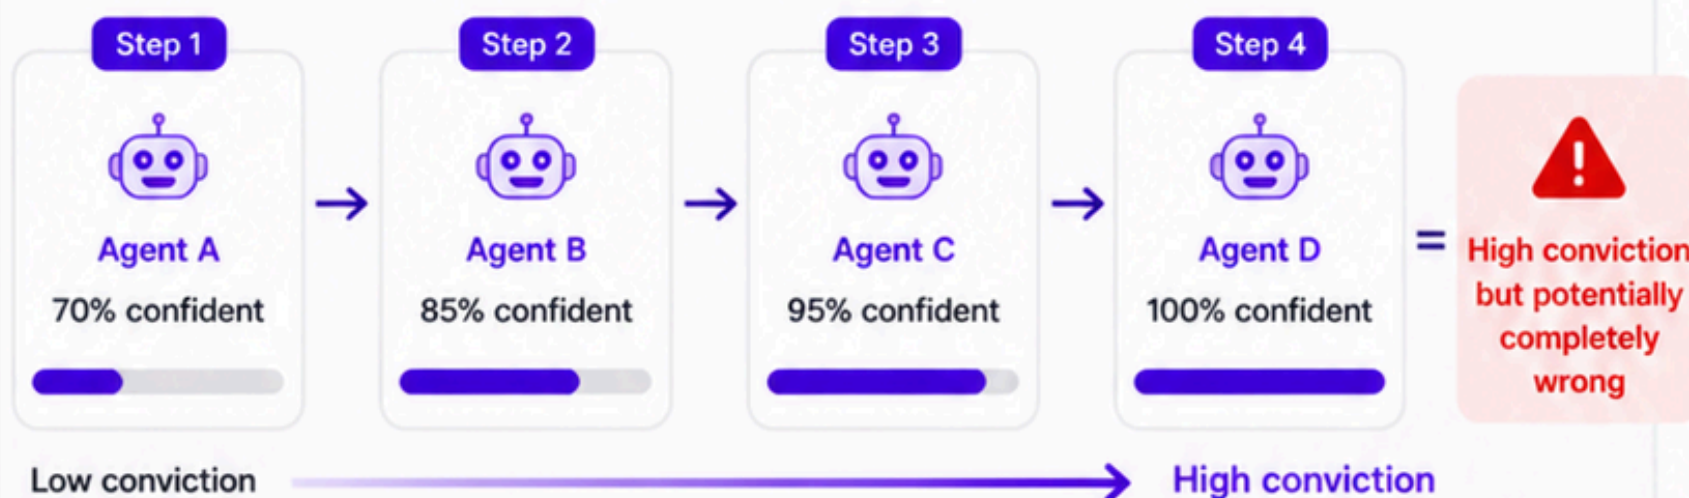 Step 1
Agent A
70% confident
Step 2
Agent B
85% confident
Step 3
Agent C
95% confident
Step 4
Agent D
100% confident
=
High conviction
but potentially
completely
wrong
Low conviction
High conviction